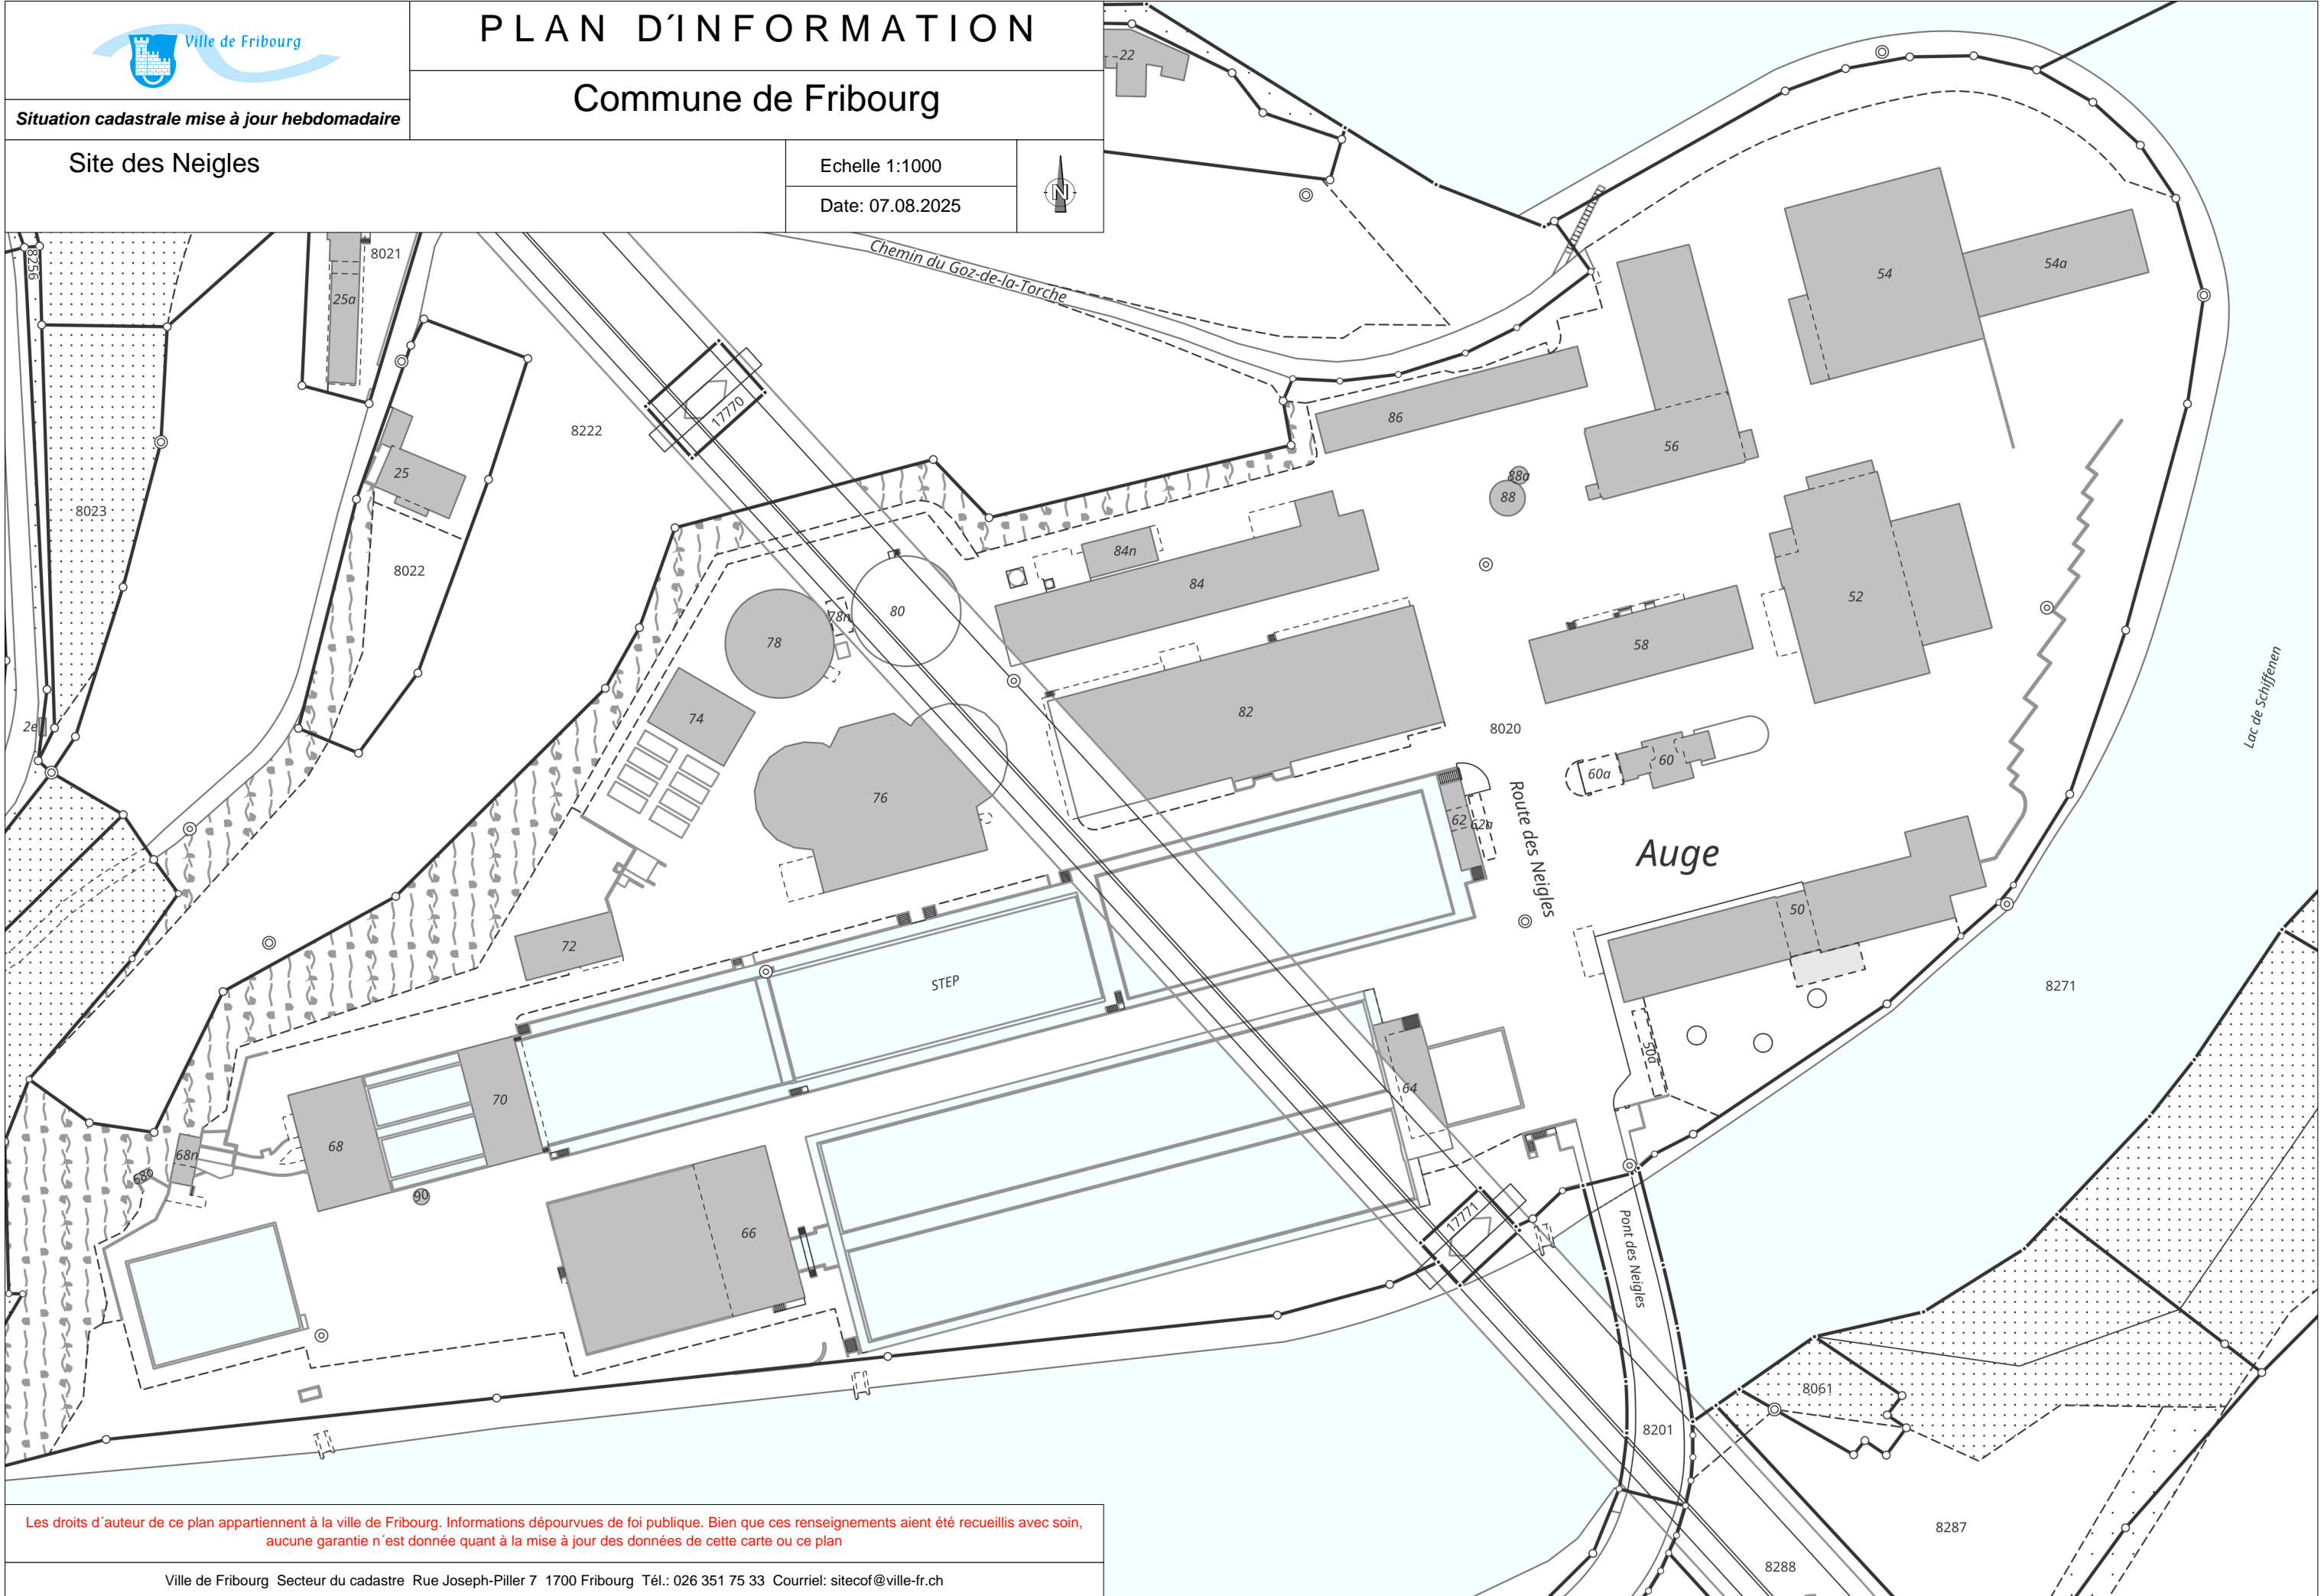 Ville de Fribourg
PLAN D´INFORMATION
Situation cadastrale mise à jour hebdomadaire
Commune de Fribourg
Site des Neigles
Echelle 1:1000
Date: 07.08.2025
N
22
8256
8021
25a
Chemin du Goz-de-la-Torche
54
54a
17770
8222
86
56
25
88a
88
8023
84n
8022
84
52
80
78n
78
58
74
82
8020
2e
60
60a
76
Route des Neigles
62
62a
Auge
Lac de Schiffenen
50
72
STEP
8271
50a
64
70
68
68n
68o
90
66
17771
Pont des Neigles
8061
8201
8287
8288
Les droits d´auteur de ce plan appartiennent à la ville de Fribourg. Informations dépourvues de foi publique. Bien que ces renseignements aient été recueillis avec soin,
aucune garantie n´est donnée quant à la mise à jour des données de cette carte ou ce plan
Ville de Fribourg Secteur du cadastre Rue Joseph-Piller 7 1700 Fribourg Tél.: 026 351 75 33 Courriel: sitecof@ville-fr.ch